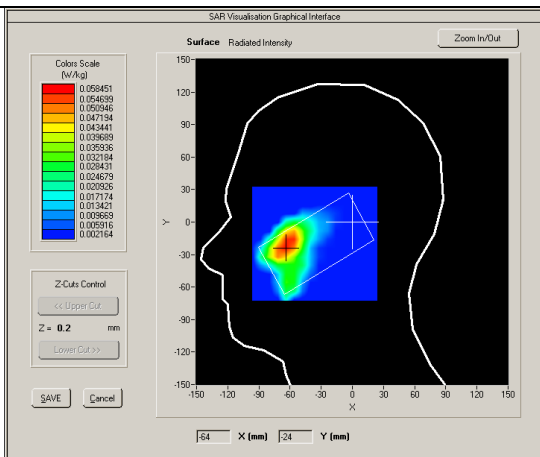 SAR Visualisation Graphical Interface
Surface Radiated Intensity
Zoom In/Out
Colors Scale
(W/kg)
0.058451
0.054699
0.050946
0.047194
0.043441
0.039689
0.035936
0.032184
0.028431
0.024679
0.020926
0.017174
0.013421
0.009669
0.005916
0.002164
Z-Cuts Control
<< Upper Cut
Z = 0.2 mm
Lower Cut >>
SAVE Cancel
150
120
90
60
30
0
-30
-60
-90
-120
-150
Y
-150 -120 -90 -60 -30 0 30 60 90 120 150
X
-64 X (mm) -24 Y (mm)